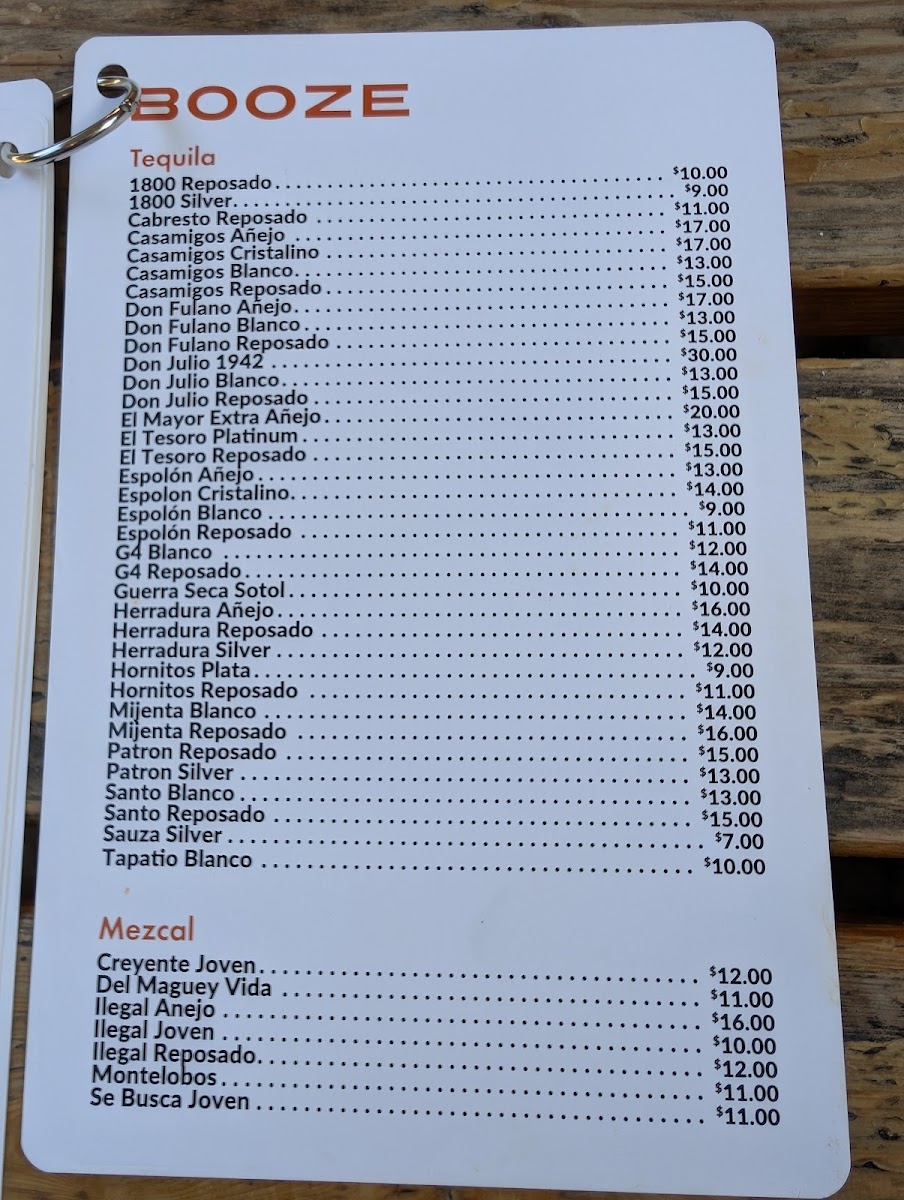 BOOZE
Tequila
1800 Reposado $10.00
1800 Silver $9.00
Cabresto Reposado $11.00
Casamigos Añejo $17.00
Casamigos Cristalino $17.00
Casamigos Blanco $13.00
Casamigos Reposado $15.00
Don Fulano Añejo $17.00
Don Fulano Blanco $13.00
Don Fulano Reposado $15.00
Don Julio 1942 $30.00
Don Julio Blanco $13.00
Don Julio Reposado $15.00
El Mayor Extra Añejo $20.00
El Tesoro Platinum $13.00
El Tesoro Reposado $15.00
Espolón Añejo $13.00
Espolon Cristalino $14.00
Espolón Blanco $9.00
Espolón Reposado $11.00
G4 Blanco $12.00
G4 Reposado $14.00
Guerra Seca Sotol $10.00
Herradura Añejo $16.00
Herradura Reposado $14.00
Herradura Silver $12.00
Hornitos Plata $9.00
Hornitos Reposado $11.00
Mijenta Blanco $14.00
Mijenta Reposado $16.00
Patron Reposado $15.00
Patron Silver $13.00
Santo Blanco $13.00
Santo Reposado $15.00
Sauza Silver $7.00
Tapatio Blanco $10.00
Mezcal
Creyente Joven $12.00
Del Maguey Vida $11.00
Ilegal Anejo $16.00
Ilegal Joven $10.00
Ilegal Reposado $12.00
Montelobos $11.00
Se Busca Joven $11.00